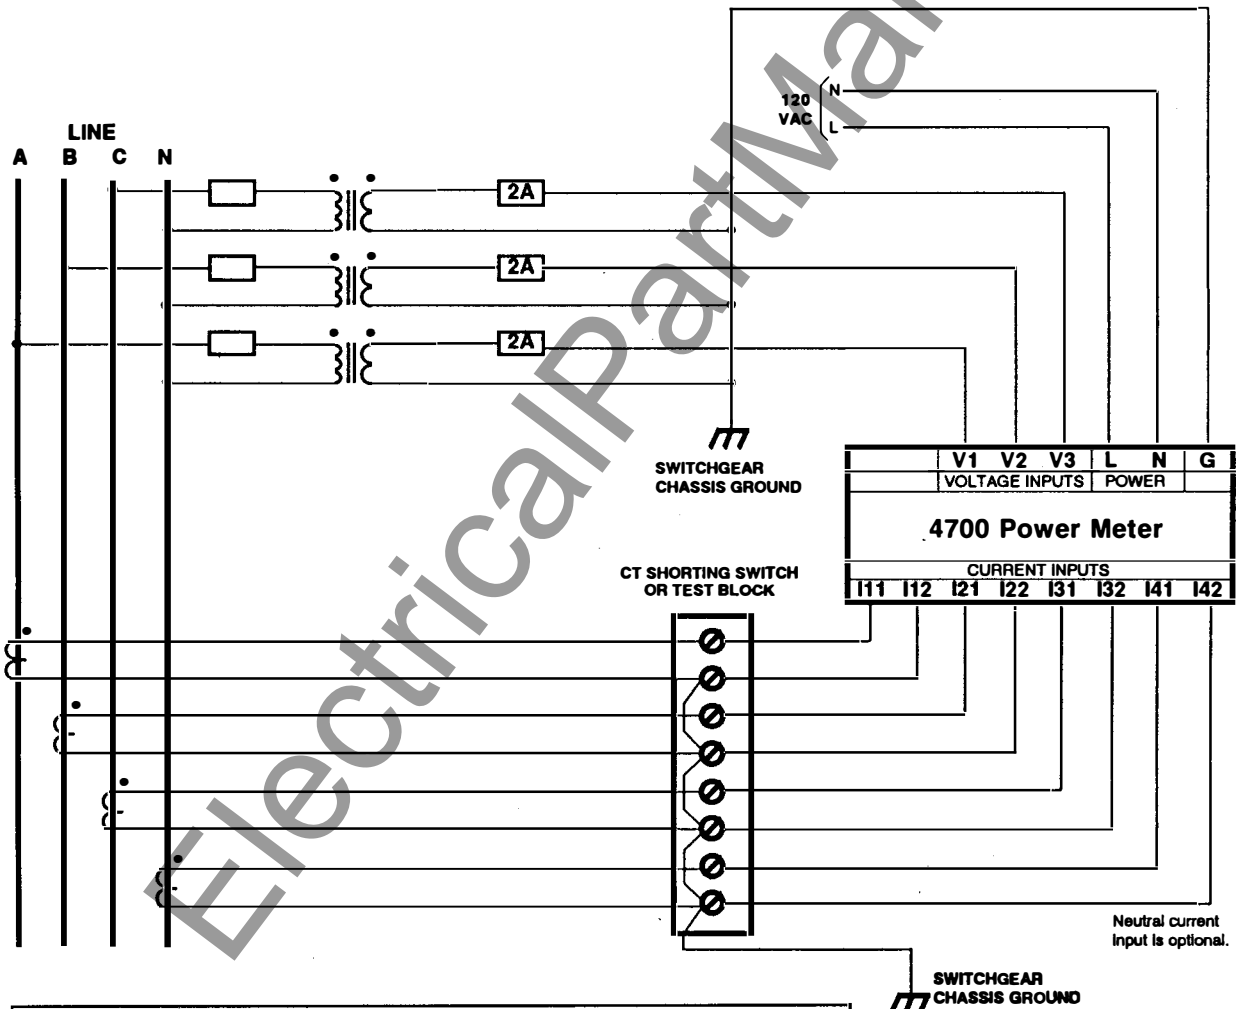 N
120
VAC
L
LINE
A B C N
2A
2A
2A
SWITCHGEAR
CHASSIS GROUND
V1 V2 V3 L N G
VOLTAGE INPUTS POWER
4700 Power Meter
CURRENT INPUTS
I11 I12 I21 I22 I31 I32 I41 I42
CT SHORTING SWITCH
OR TEST BLOCK
Neutral current
Input is optional.
SWITCHGEAR
CHASSIS GROUND